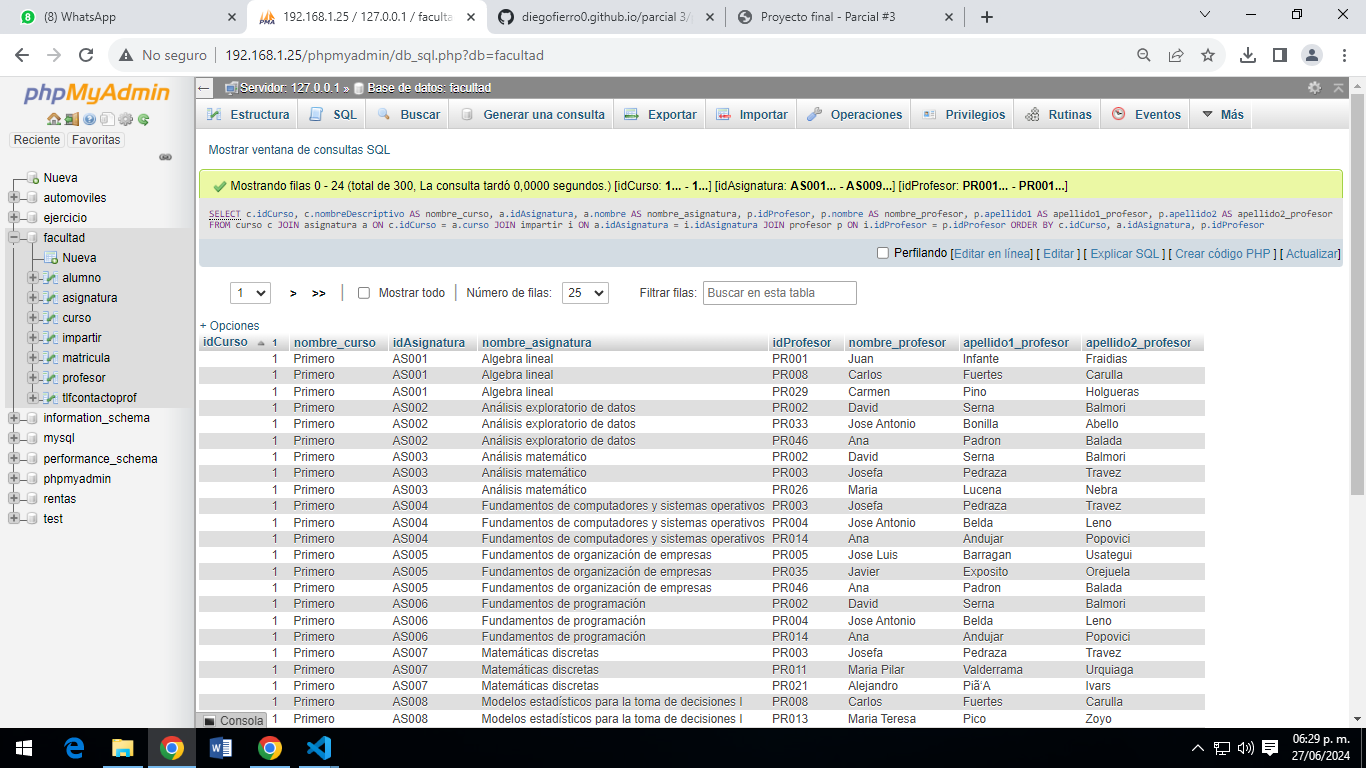 (8) WhatsApp
192.168.1.25 / 127.0.0.1 / faculta
diegofierro0.github.io/parcial 3/p
Proyecto final - Parcial #3
No seguro
192.168.1.25/phpmyadmin/db_sql.php?db=facultad
phpMyAdmin
Reciente Favoritas
Nueva
automoviles
ejercicio
facultad
Nueva
alumno
asignatura
curso
impartir
matricula
profesor
tlfcontactoprof
information_schema
mysql
performance_schema
phpmyadmin
rentas
test
Servidor: 127.0.0.1 » Base de datos: facultad
Estructura SQL Buscar Generar una consulta Exportar Importar Operaciones Privilegios Rutinas Eventos Más
Mostrar ventana de consultas SQL
Mostrando filas 0 - 24 (total de 300, La consulta tardó 0,0000 segundos.) [idCurso: 1... - 1...] [idAsignatura: AS001... - AS009...] [idProfesor: PR001... - PR001...]
SELECT c.idCurso, c.nombreDescriptivo AS nombre_curso, a.idAsignatura, a.nombre AS nombre_asignatura, p.idProfesor, p.nombre AS nombre_profesor, p.apellido1 AS apellido1_profesor, p.apellido2 AS apellido2_profesor
FROM curso c JOIN asignatura a ON c.idCurso = a.curso JOIN impartir i ON a.idAsignatura = i.idAsignatura JOIN profesor p ON i.idProfesor = p.idProfesor ORDER BY c.idCurso, a.idAsignatura, p.idProfesor
Perfilando [Editar en línea] [ Editar ] [ Explicar SQL ] [ Crear código PHP ] [ Actualizar]
1 > >> | Mostrar todo | Número de filas: 25 Filtrar filas: Buscar en esta tabla
+ Opciones
idCurso 1 nombre_curso idAsignatura nombre_asignatura idProfesor nombre_profesor apellido1_profesor apellido2_profesor
1 Primero AS001 Algebra lineal PR001 Juan Infante Fraidias
1 Primero AS001 Algebra lineal PR008 Carlos Fuertes Carulla
1 Primero AS001 Algebra lineal PR029 Carmen Pino Holgueras
1 Primero AS002 Análisis exploratorio de datos PR002 David Serna Balmori
1 Primero AS002 Análisis exploratorio de datos PR033 Jose Antonio Bonilla Abello
1 Primero AS002 Análisis exploratorio de datos PR046 Ana Padron Balada
1 Primero AS003 Análisis matemático PR002 David Serna Balmori
1 Primero AS003 Análisis matemático PR003 Josefa Pedraza Travez
1 Primero AS003 Análisis matemático PR026 Maria Lucena Nebra
1 Primero AS004 Fundamentos de computadores y sistemas operativos PR003 Josefa Pedraza Travez
1 Primero AS004 Fundamentos de computadores y sistemas operativos PR004 Jose Antonio Belda Leno
1 Primero AS004 Fundamentos de computadores y sistemas operativos PR014 Ana Andujar Popovici
1 Primero AS005 Fundamentos de organización de empresas PR005 Jose Luis Barragan Usategui
1 Primero AS005 Fundamentos de organización de empresas PR035 Javier Exposito Orejuela
1 Primero AS005 Fundamentos de organización de empresas PR046 Ana Padron Balada
1 Primero AS006 Fundamentos de programación PR002 David Serna Balmori
1 Primero AS006 Fundamentos de programación PR004 Jose Antonio Belda Leno
1 Primero AS006 Fundamentos de programación PR014 Ana Andujar Popovici
1 Primero AS007 Matemáticas discretas PR003 Josefa Pedraza Travez
1 Primero AS007 Matemáticas discretas PR011 Maria Pilar Valderrama Urquiaga
1 Primero AS007 Matemáticas discretas PR021 Alejandro Piã‘A Ivars
1 Primero AS008 Modelos estadísticos para la toma de decisiones I PR008 Carlos Fuertes Carulla
1 Primero AS008 Modelos estadísticos para la toma de decisiones I PR013 Maria Teresa Pico Zoyo
Consola
06:29 p. m.
27/06/2024